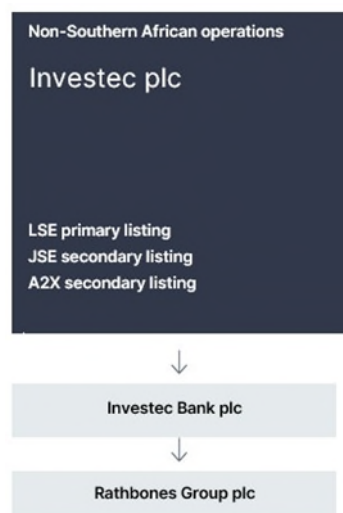 Non-Southern African operations
Investec plc
LSE primary listing
JSE secondary listing
A2X secondary listing
Investec Bank plc
Rathbones Group plc